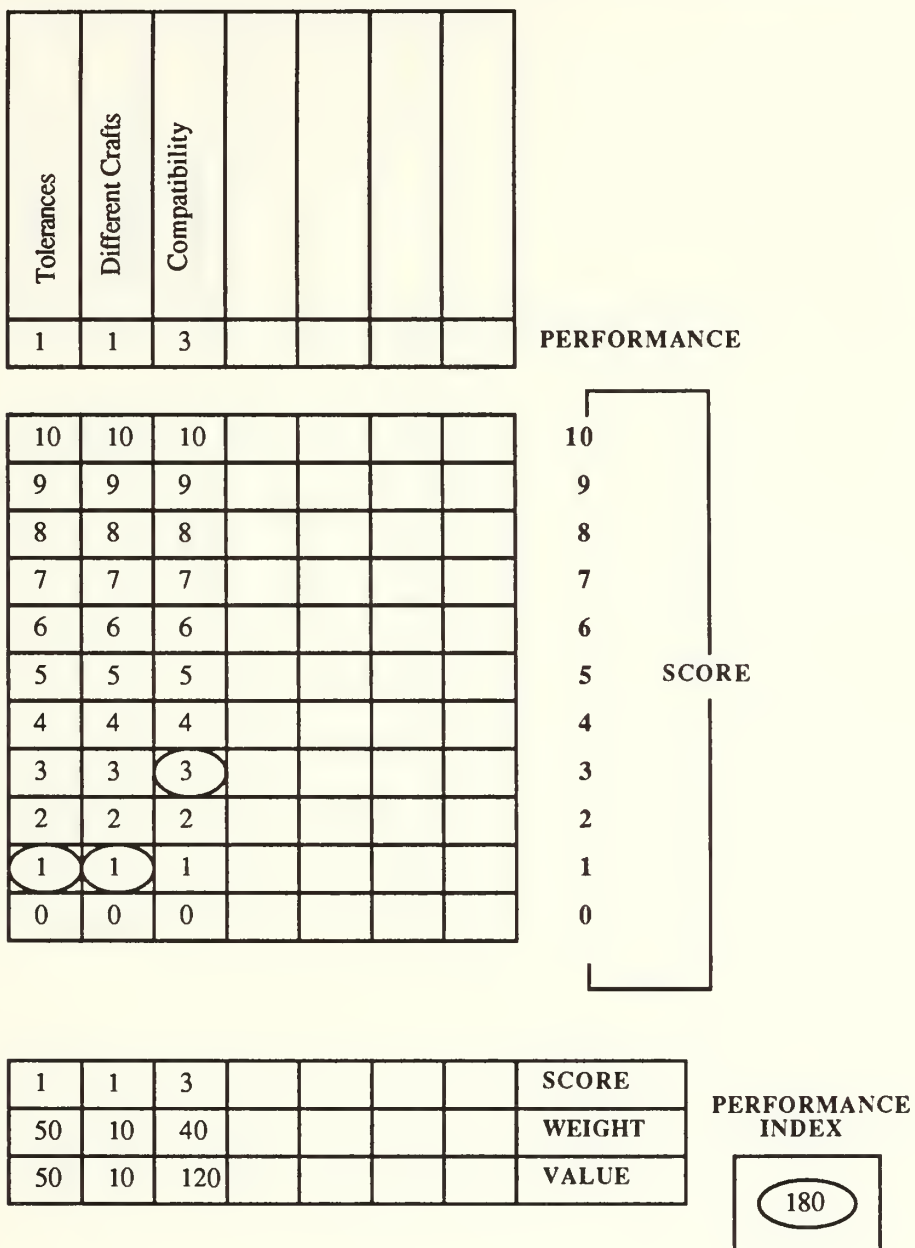 Tolerances
Different Crafts
Compatibility
1 1 3 PERFORMANCE
10 10 10 10
9 9 9 9
8 8 8 8
7 7 7 7
6 6 6 6
5 5 5 5 SCORE
4 4 4 4
3 3 3 3
2 2 2 2
1 1 1 1
0 0 0 0
1 1 3 SCORE
50 10 40 WEIGHT
50 10 120 VALUE
PERFORMANCE
INDEX
180